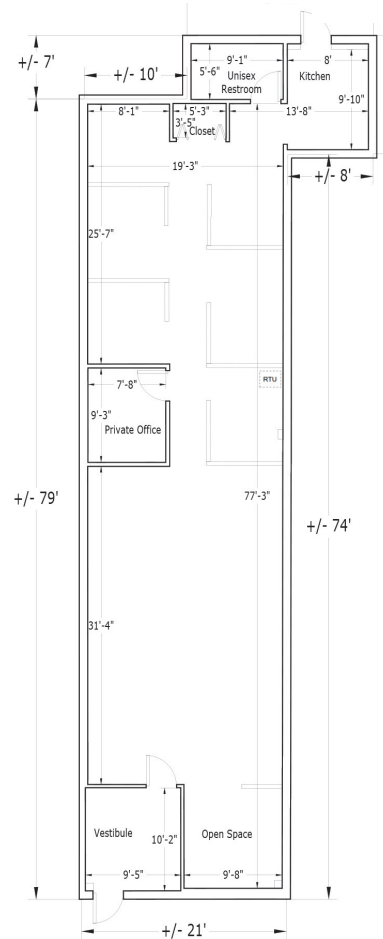 +/- 7'
9'-1"
8'
5'-6"
Unisex
Restroom
Kitchen
+/- 10'
8'-1"
5'-3"
13'-8"
9'-10"
3'-5"
Closet
19'-3"
+/- 8'
25'-7"
RTU
7'-8"
9'-3"
Private Office
+/- 79'
77'-3"
+/- 74'
31'-4"
Vestibule
10'-2"
Open Space
9'-5"
9'-8"
+/- 21'